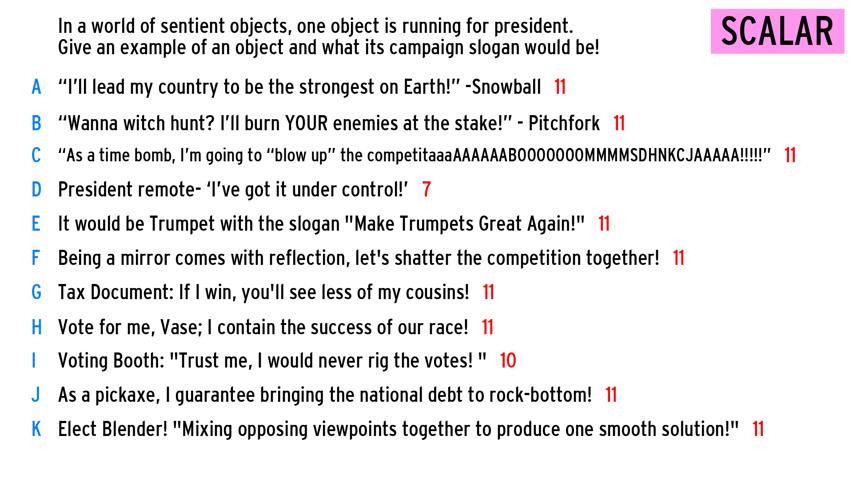 In a world of sentient objects, one object is running for president.
Give an example of an object and what its campaign slogan would be!
SCALAR
A “I’ll lead my country to be the strongest on Earth!” -Snowball 11
B “Wanna witch hunt? I’ll burn YOUR enemies at the stake!” - Pitchfork 11
C “As a time bomb, I’m going to “blow up” the competitaaaAAAAAABOOOOOOOMMMMSDHNKCJAAAAA!!!!!” 11
D President remote- ‘I’ve got it under control!’ 7
E It would be Trumpet with the slogan "Make Trumpets Great Again!" 11
F Being a mirror comes with reflection, let's shatter the competition together! 11
G Tax Document: If I win, you'll see less of my cousins! 11
H Vote for me, Vase; I contain the success of our race! 11
I Voting Booth: "Trust me, I would never rig the votes! " 10
J As a pickaxe, I guarantee bringing the national debt to rock-bottom! 11
K Elect Blender! "Mixing opposing viewpoints together to produce one smooth solution!" 11